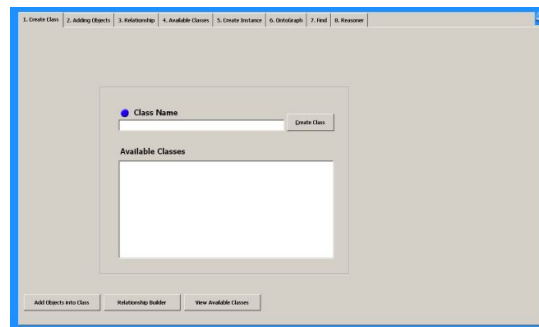 1. Create Class 2. Adding Objects 3. Relationship 4. Available Classes 5. Create Instance 6. OntoGraph 7. Find 8. Reasoner
Class Name
Create Class
Available Classes
Add Objects into Class Relationship Builder View Available Classes